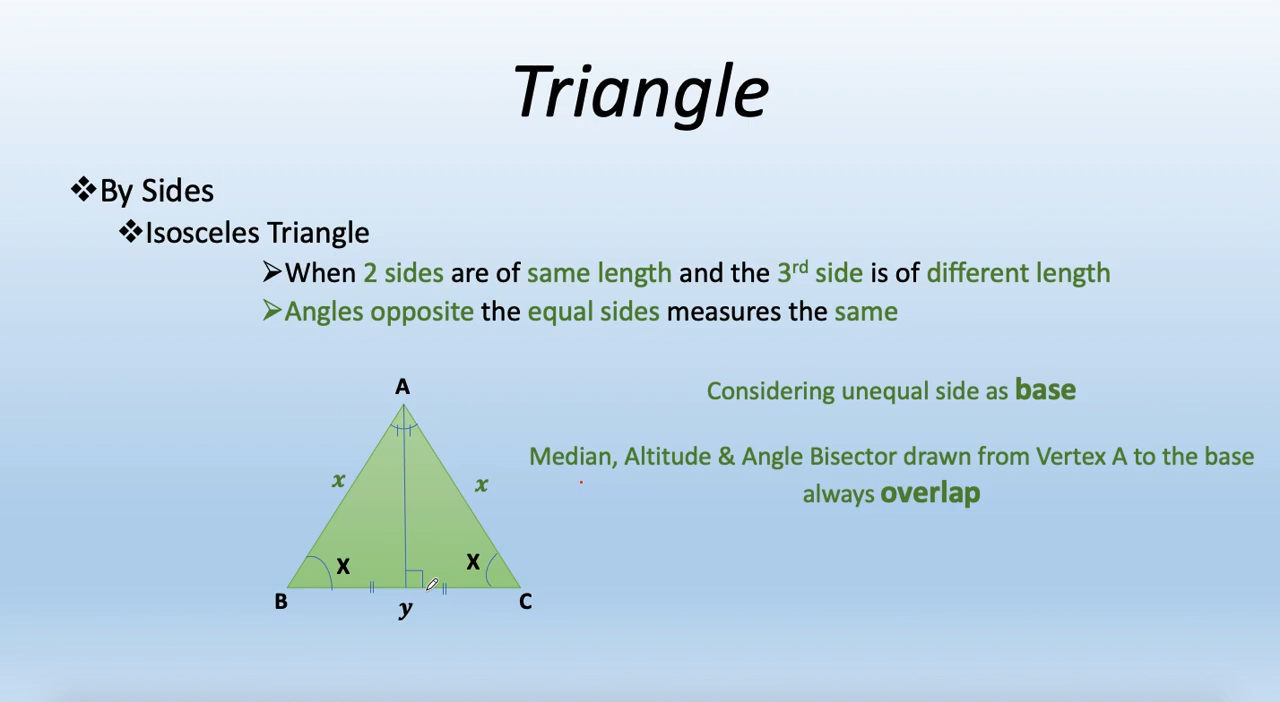 Triangle
❖By Sides
❖Isosceles Triangle
➢When 2 sides are of same length and the 3rd side is of different length
➢Angles opposite the equal sides measures the same
A
Considering unequal side as base
Median, Altitude & Angle Bisector drawn from Vertex A to the base
always overlap
x
x
X
X
B
y
C